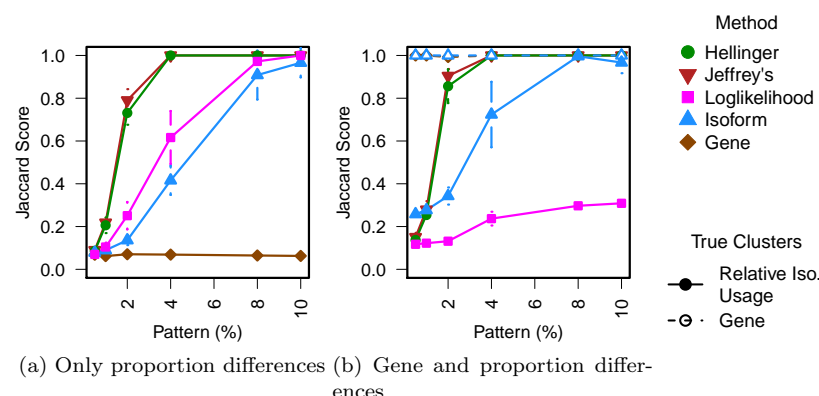 Method
Hellinger
Jeffrey's
Loglikelihood
Isoform
Gene
True Clusters
Relative Iso.
Usage
Gene
Jaccard Score
1.0
0.8
0.6
0.4
0.2
0.0
2
4
6
8
10
Pattern (%)
(a) Only proportion differences
Jaccard Score
1.0
0.8
0.6
0.4
0.2
0.0
2
4
6
8
10
Pattern (%)
(b) Gene and proportion differ-
ences